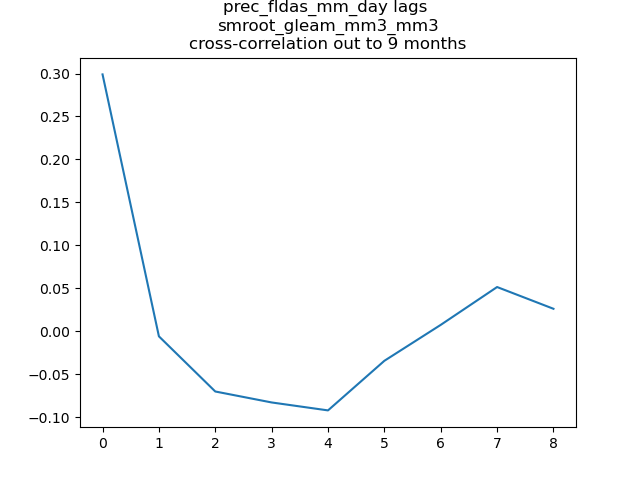 prec_fldas_mm_day lags
smroot_gleam_mm3_mm3
cross-correlation out to 9 months
0.30
0.25
0.20
0.15
0.10
0.05
0.00
−0.05
−0.10
0 1 2 3 4 5 6 7 8